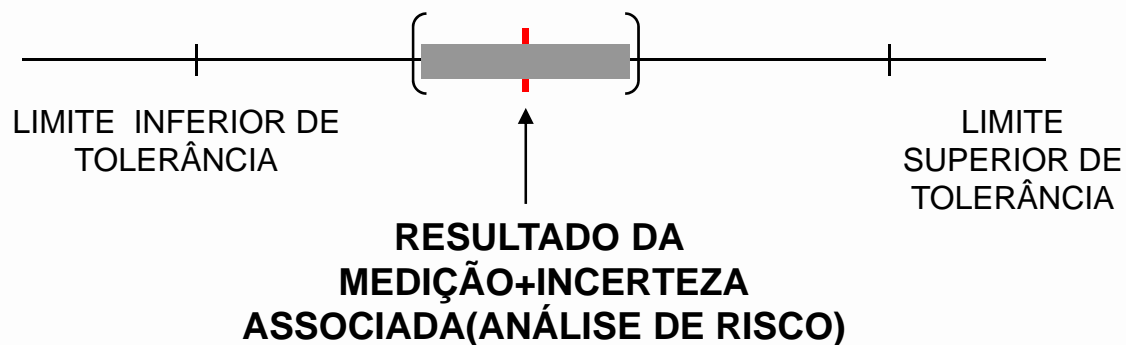 LIMITE INFERIOR DE
TOLERÂNCIA
LIMITE
SUPERIOR DE
TOLERÂNCIA
RESULTADO DA
MEDIÇÃO+INCERTEZA
ASSOCIADA(ANÁLISE DE RISCO)